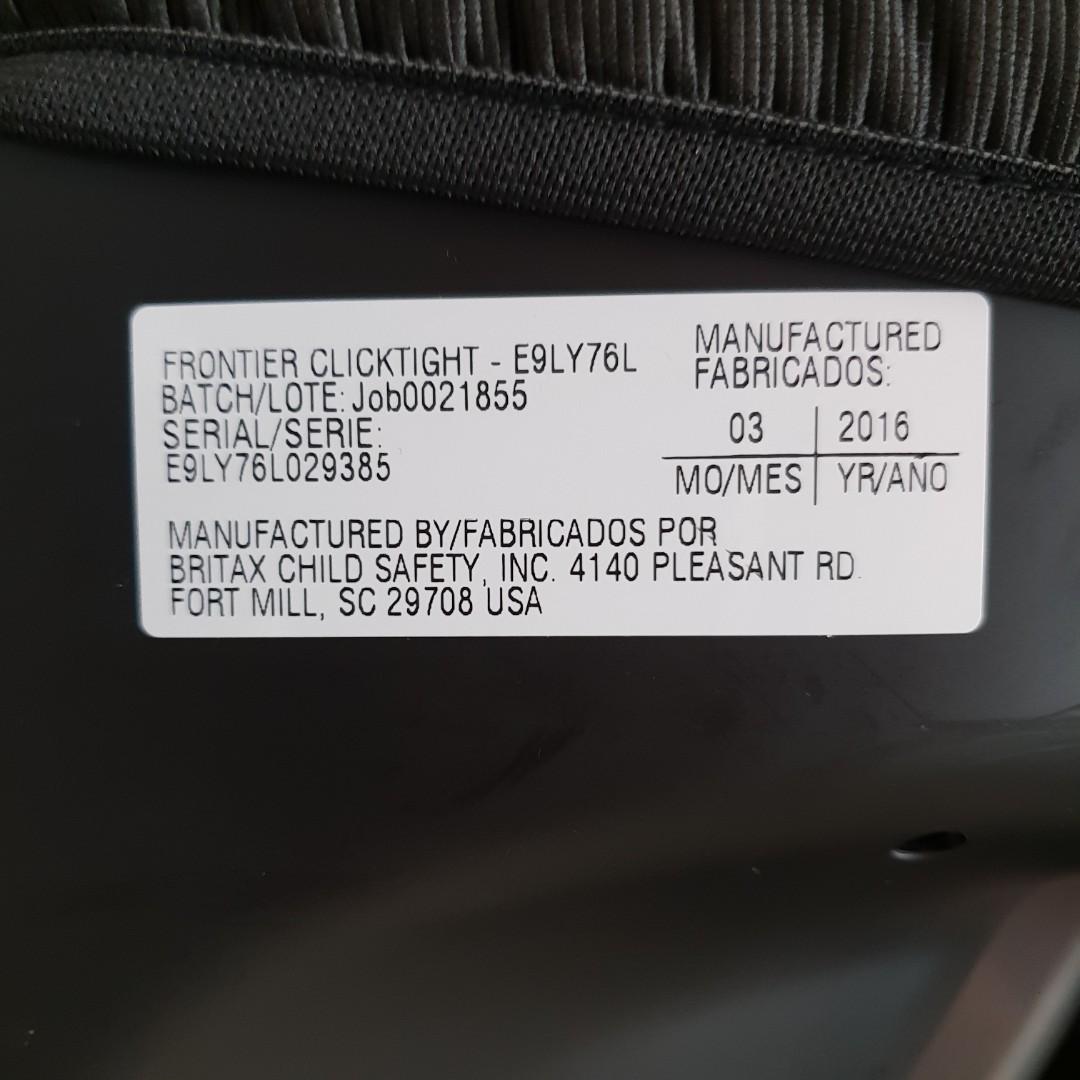 FRONTIER CLICKTIGHT - E9LY76L
BATCH/LOTE: Job0021855
SERIAL/SERIE:
E9LY76L029385
MANUFACTURED
FABRICADOS:
03 2016
MO/MES YR/ANO
MANUFACTURED BY/FABRICADOS POR
BRITAX CHILD SAFETY, INC. 4140 PLEASANT RD.
FORT MILL, SC 29708 USA